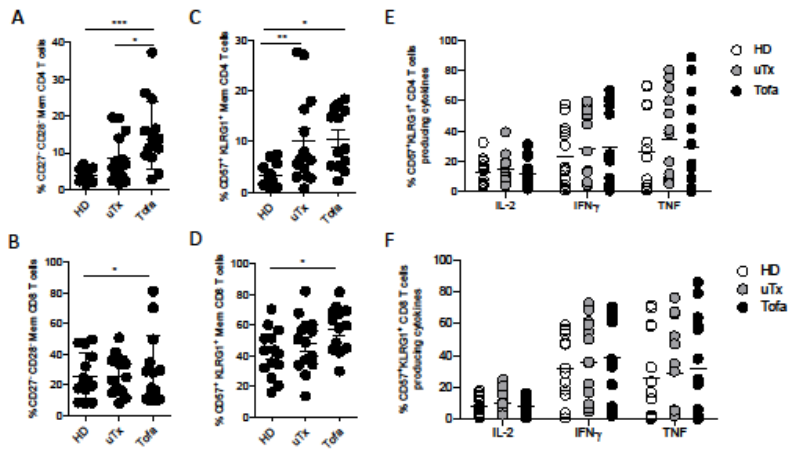 A
% CD27⁻CD28⁻ Mem CD4 T cells
***
*
40
30
20
10
0
HD
uTx
Tofa
C
% CD57⁺ KLRG1⁺ Mem CD4 T cells
*
**
30
20
10
0
HD
uTx
Tofa
E
% CD57⁺KLRG1⁺ CD4 T cells
producing cytokines
100
80
60
40
20
0
IL-2
IFN-γ
TNF
HD
uTx
Tofa
B
% CD27⁻CD28⁻ Mem CD8 T cells
*
100
80
60
40
20
0
HD
uTx
Tofa
D
% CD57⁺ KLRG1⁺ Mem CD8 T cells
*
100
80
60
40
20
0
HD
uTx
Tofa
F
% CD57⁺KLRG1⁺ CD8 T cells
producing cytokines
100
80
60
40
20
0
IL-2
IFN-γ
TNF
HD
uTx
Tofa